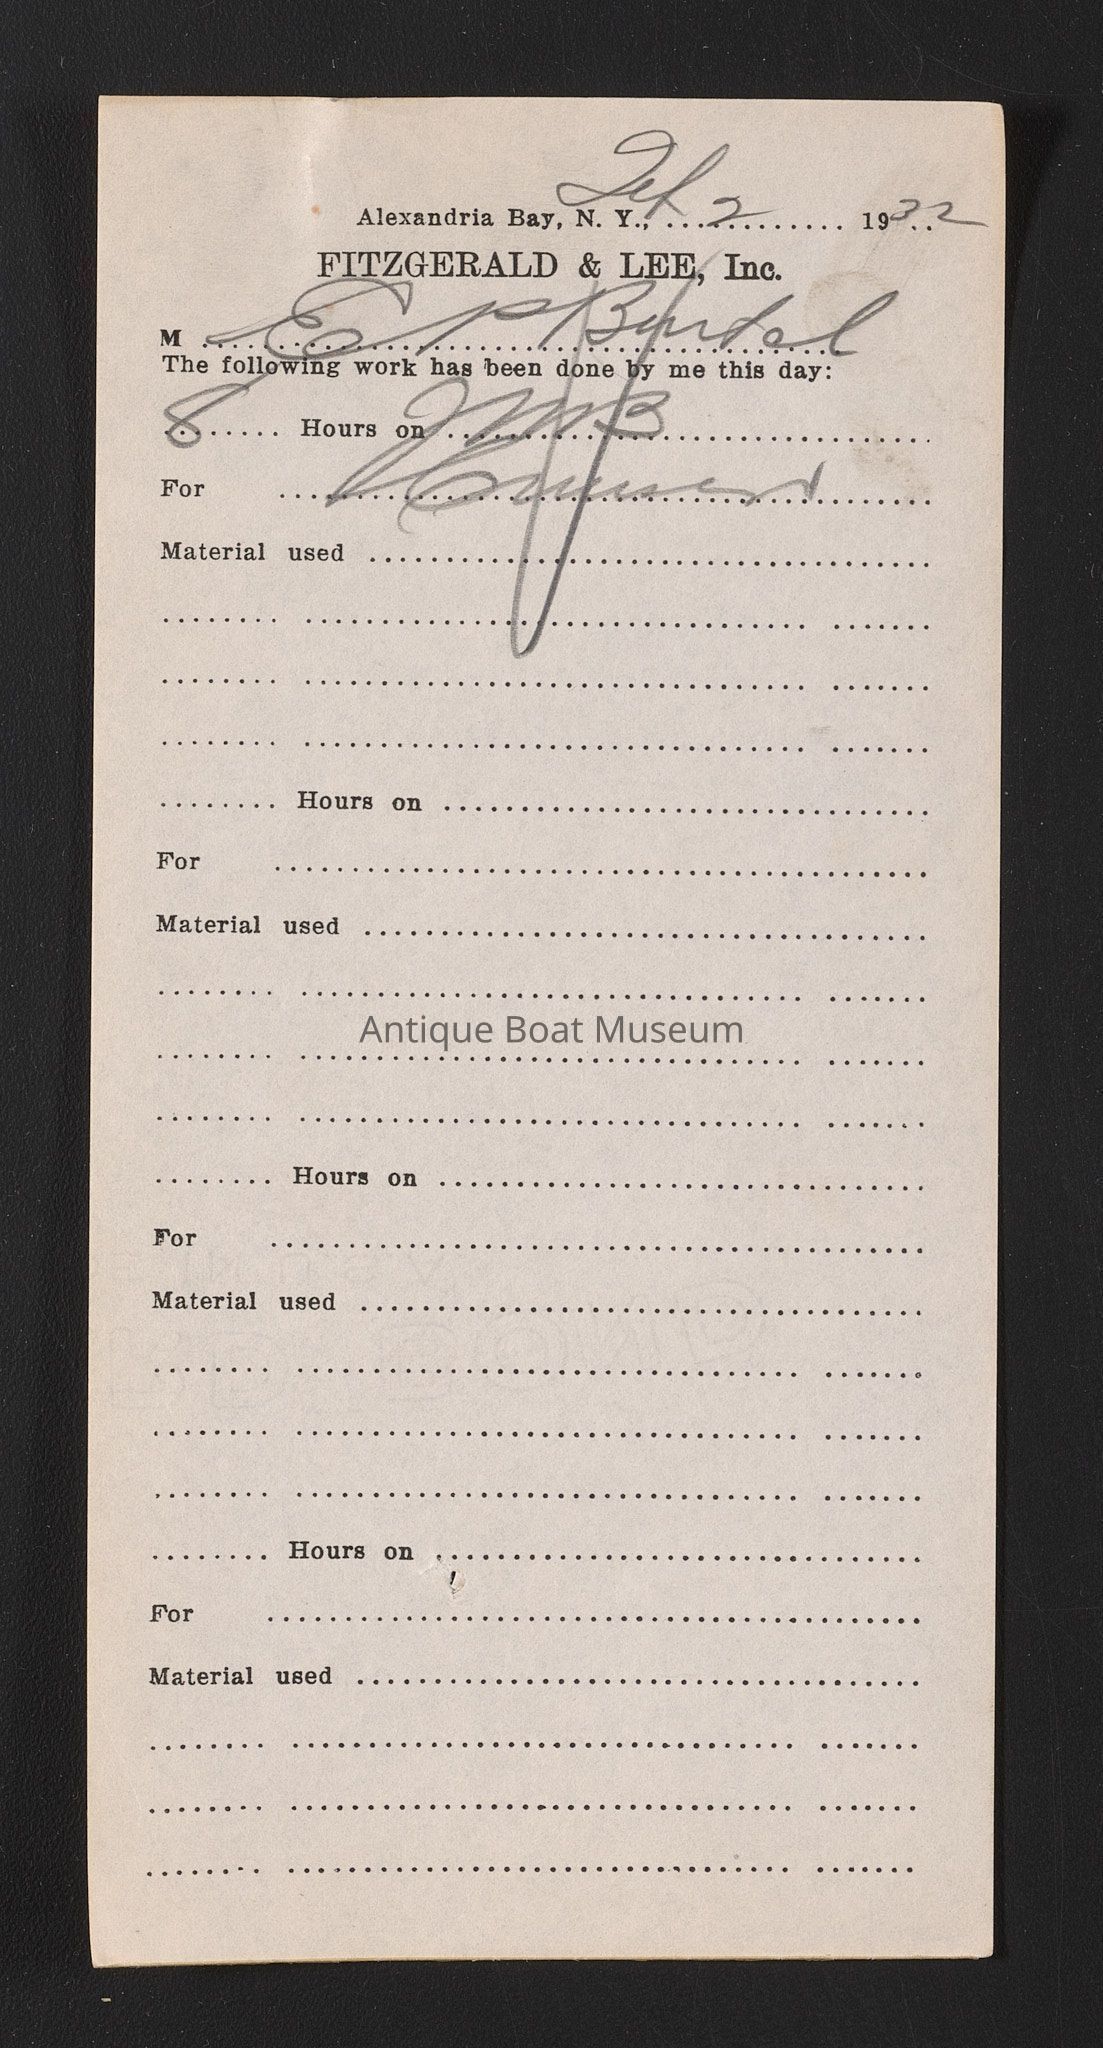 Alexandria Bay, N. Y., Feb 2 1932
FITZGERALD & LEE, Inc.
M E P Burtel
The following work has been done by me this day:
8 Hours on MB
For
Material used
Hours on
For
Material used
Antique Boat Museum
Hours on
For
Material used
Hours on
For
Material used